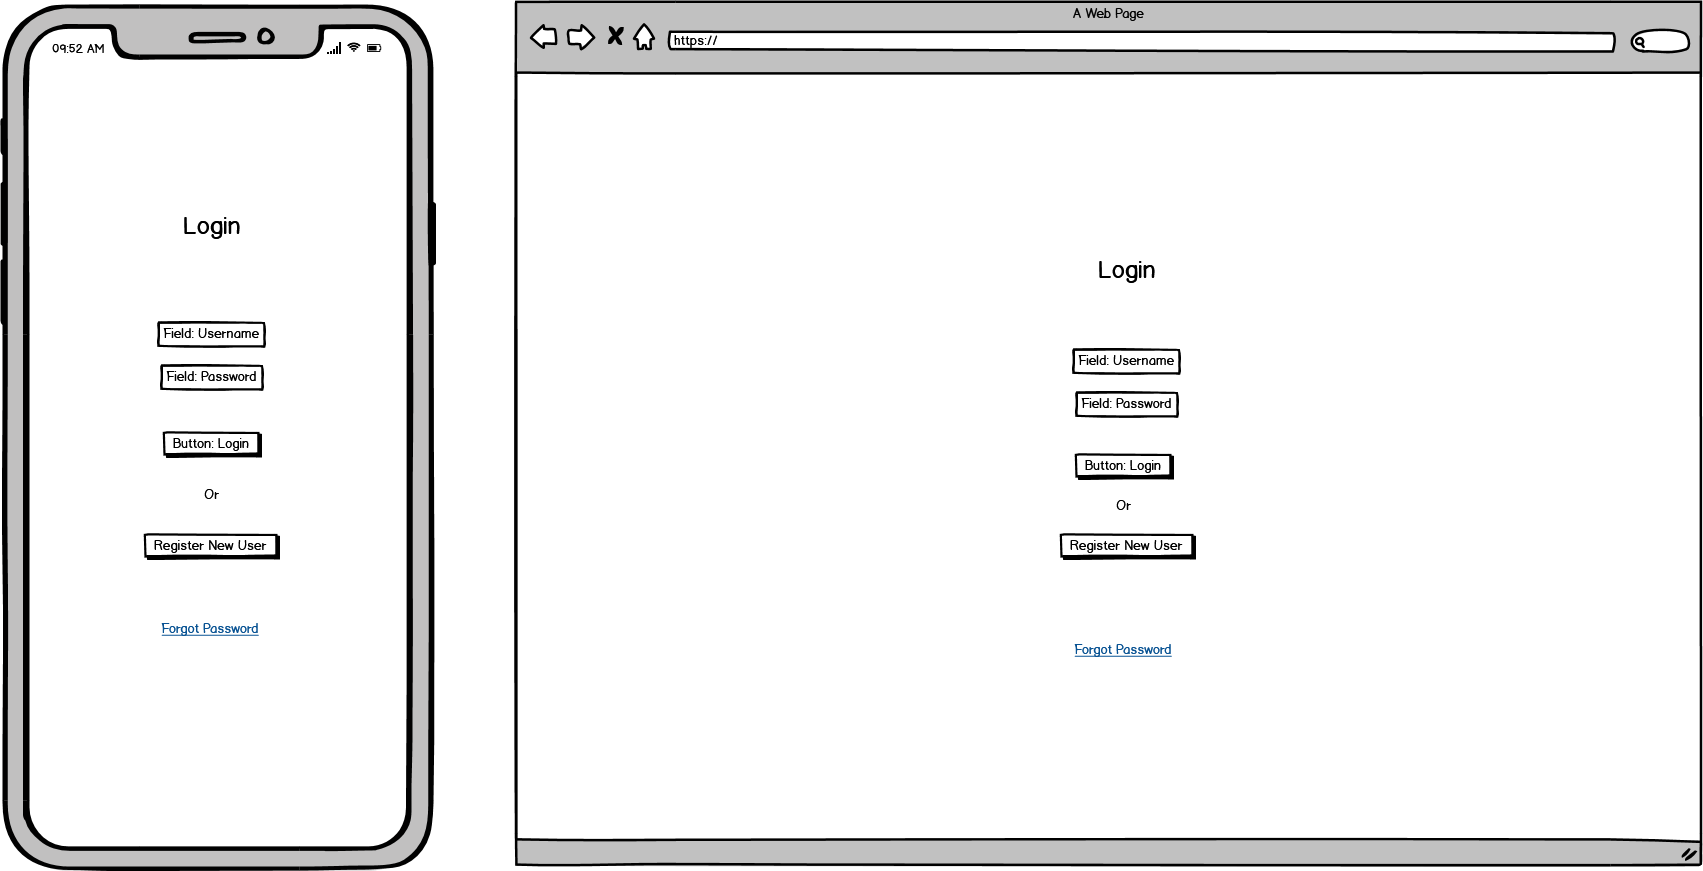 09:52 AM
Login
Field: Username
Field: Password
Button: Login
Or
Register New User
Forgot Password
A Web Page
https://
Login
Field: Username
Field: Password
Button: Login
Or
Register New User
Forgot Password